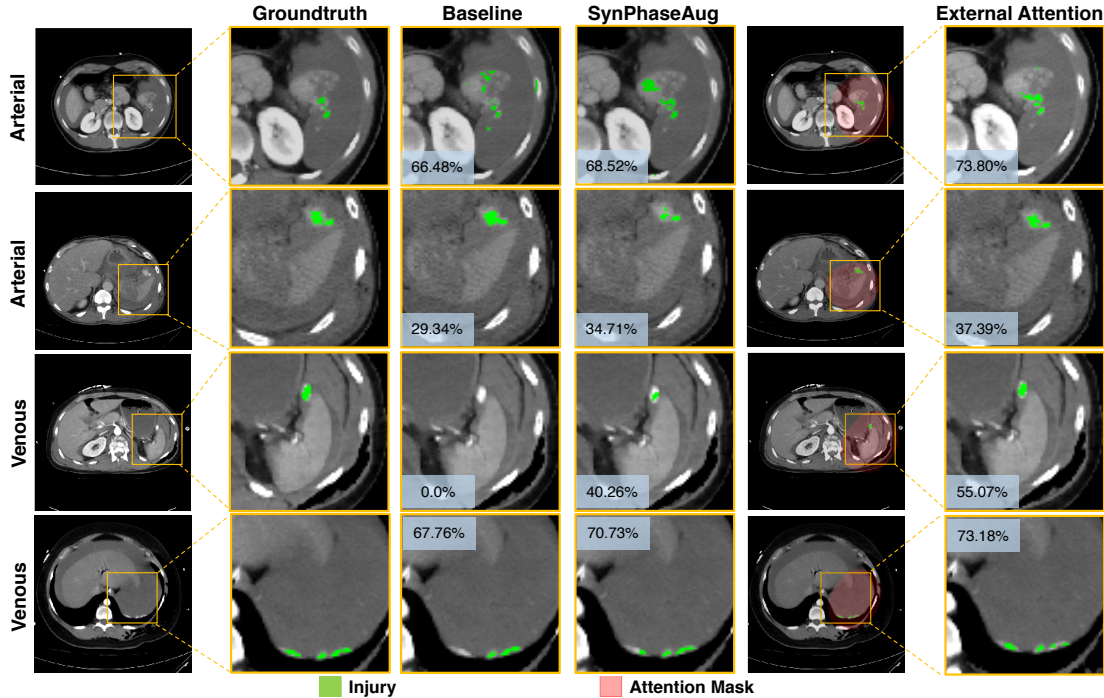 Groundtruth Baseline SynPhaseAug External Attention
Arterial
66.48% 68.52% 73.80%
Arterial
29.34% 34.71% 37.39%
Venous
0.0% 40.26% 55.07%
Venous
67.76% 70.73% 73.18%
Injury Attention Mask